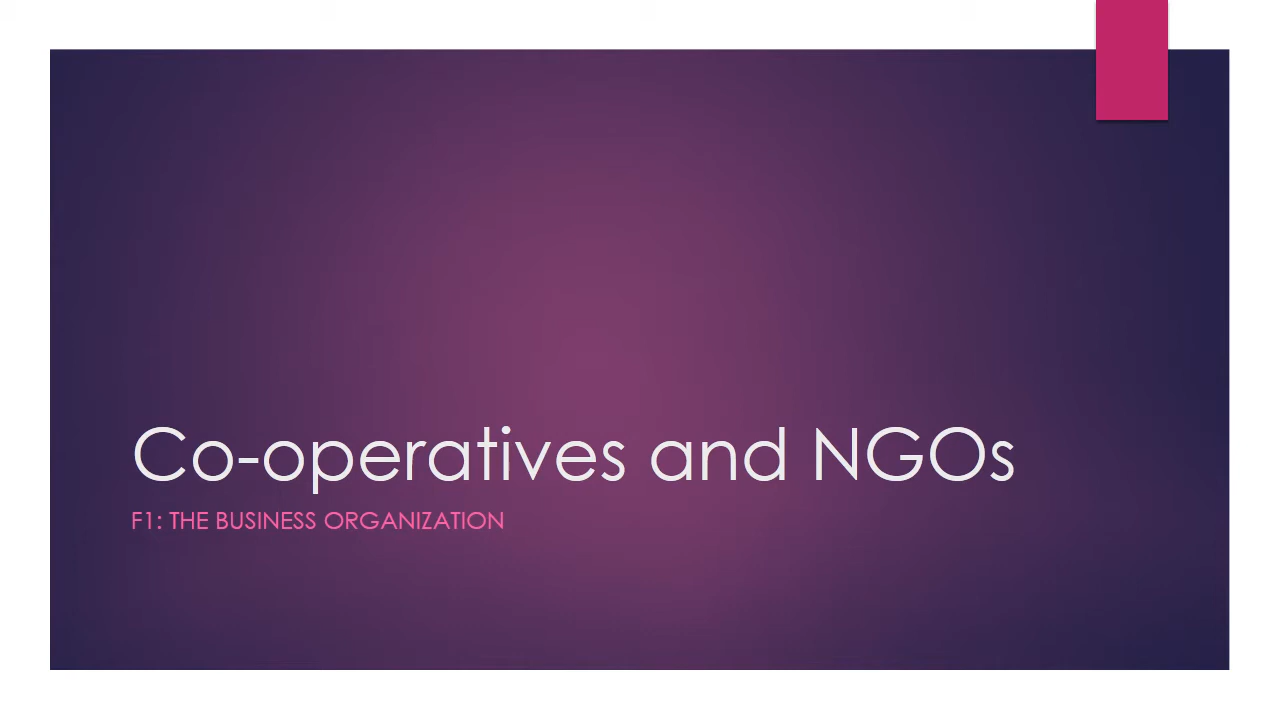 Co-operatives and NGOs
F1: THE BUSINESS ORGANIZATION